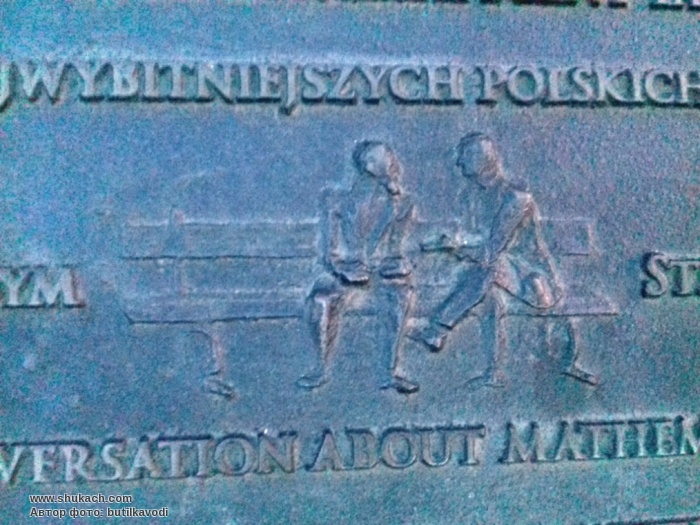 JWYBITNIEJSZYCH POLSKICH
YM ST
VERSATION ABOUT MATHEM
www.shukach.com
Автор фото: butilkavodi